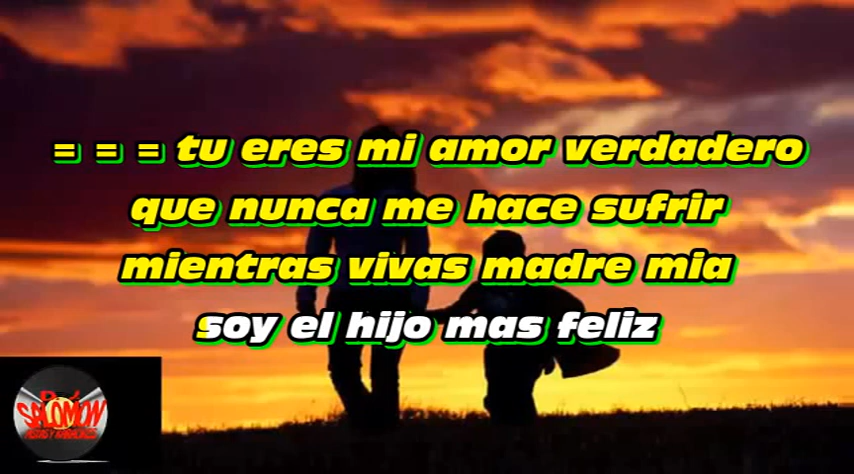 = = = tu eres mi amor verdadero
que nunca me hace sufrir
mientras vivas madre mia
soy el hijo mas feliz
SALOMON